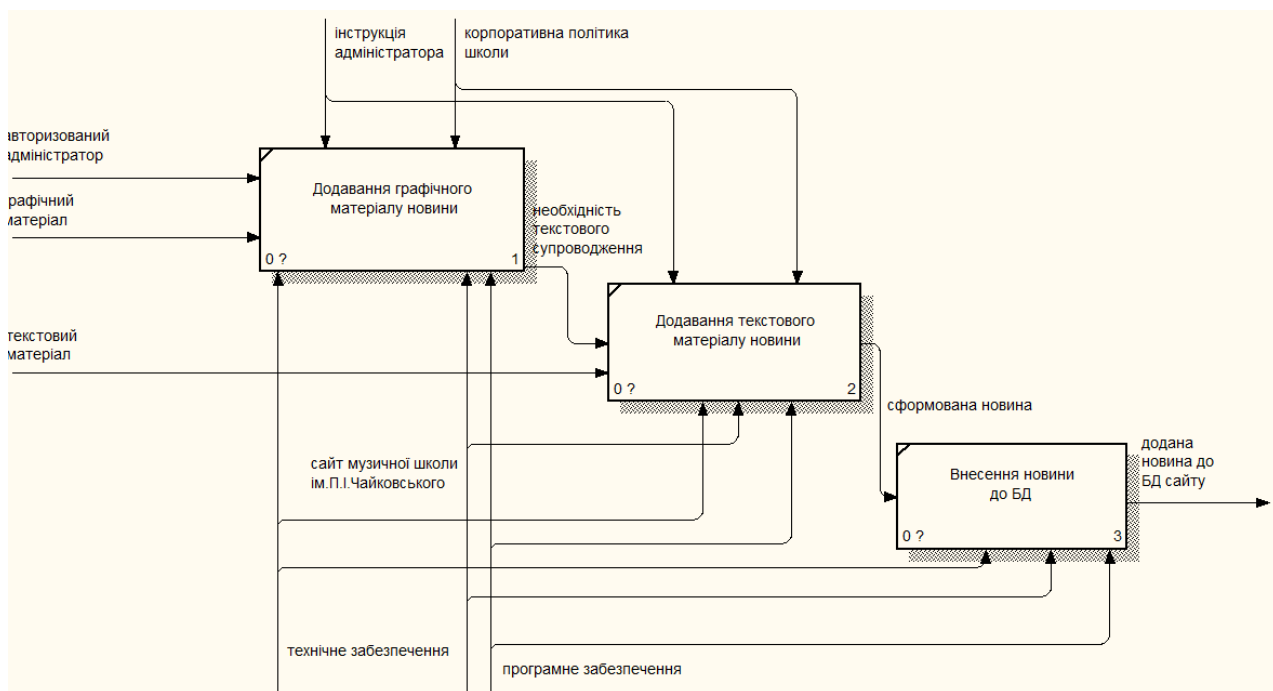 інструкція
адміністратора
корпоративна політика
школи
авторизований
адміністратор
графічний
матеріал
Додавання графічного
матеріалу новини
0 ?
1
необхідність
текстового
супроводження
текстовий
матеріал
Додавання текстового
матеріалу новини
0 ?
2
сформована новина
сайт музичної школи
ім.П.І.Чайковського
Внесення новини
до БД
0 ?
3
додана
новина до
БД сайту
технічне забезпечення
програмне забезпечення